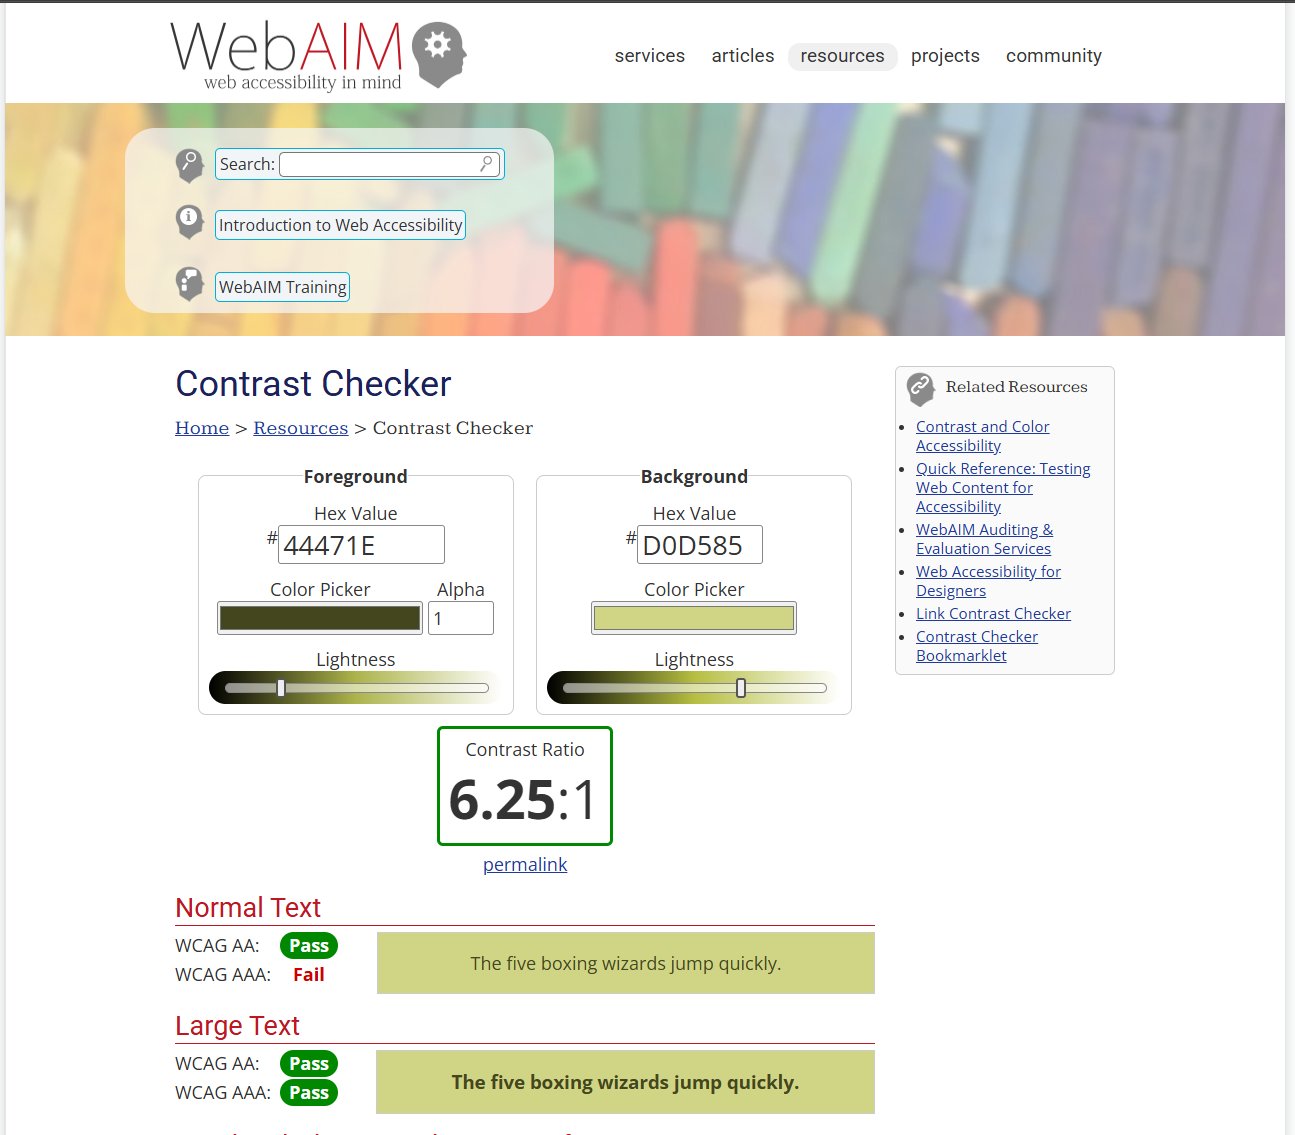 WebAIM
web accessibility in mind
services articles resources projects community
Search:
Introduction to Web Accessibility
WebAIM Training
Contrast Checker
Home > Resources > Contrast Checker
Foreground
Hex Value
#44471E
Color Picker Alpha
1
Lightness
Background
Hex Value
#D0D585
Color Picker
Lightness
Contrast Ratio
6.25:1
permalink
Normal Text
WCAG AA: Pass
WCAG AAA: Fail
The five boxing wizards jump quickly.
Large Text
WCAG AA: Pass
WCAG AAA: Pass
The five boxing wizards jump quickly.
Related Resources
Contrast and Color
Accessibility
Quick Reference: Testing
Web Content for
Accessibility
WebAIM Auditing &
Evaluation Services
Web Accessibility for
Designers
Link Contrast Checker
Contrast Checker
Bookmarklet